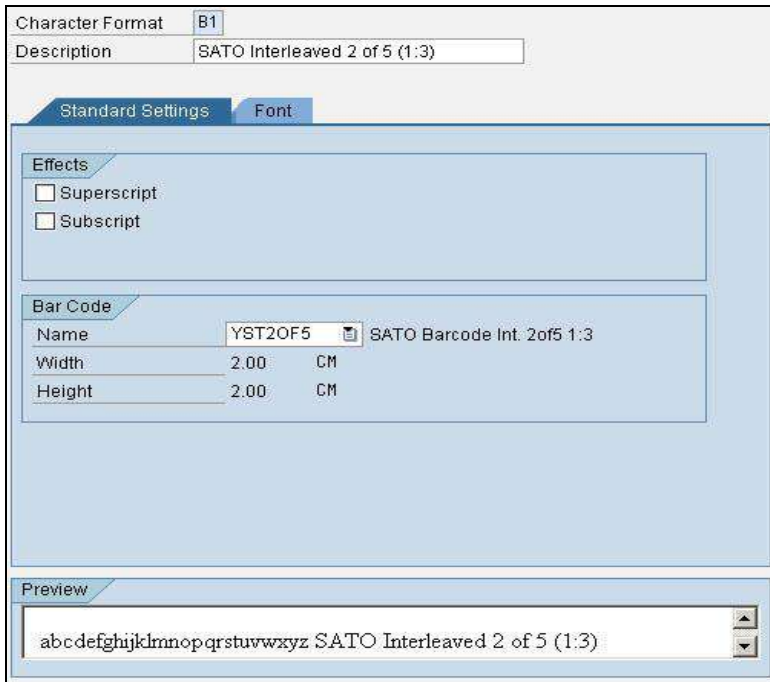 Character Format B1
Description SATO Interleaved 2 of 5 (1:3)
Standard Settings Font
Effects
Superscript
Subscript
Bar Code
Name YST2OF5 SATO Barcode Int. 2of5 1:3
Width 2.00 CM
Height 2.00 CM
Preview
abcdefghijklmnopqrstuvwxyz SATO Interleaved 2 of 5 (1:3)